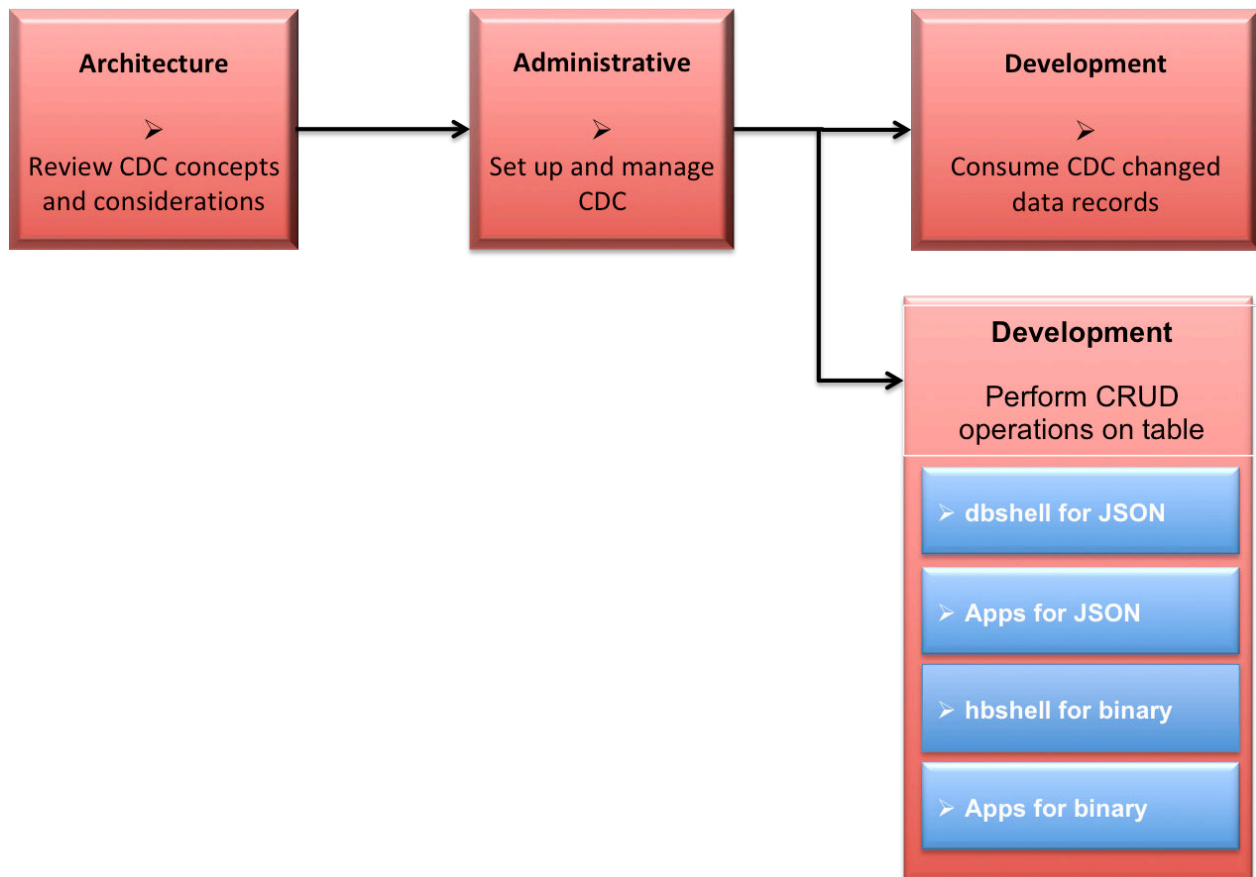 Architecture
➢
Review CDC concepts
and considerations
Administrative
➢
Set up and manage
CDC
Development
➢
Consume CDC changed
data records
Development
Perform CRUD
operations on table
➢ dbshell for JSON
➢ Apps for JSON
➢ hbshell for binary
➢ Apps for binary